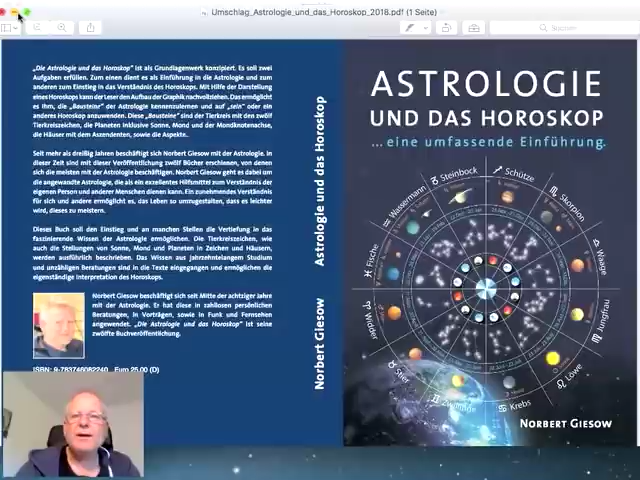 Umschlag_Astrologie_und_das_Horoskop_2018.pdf (1 Seite)
„Die Astrologie und das Horoskop" ist als Grundlagenwerk konzipiert. Es soll zwei
Aufgaben erfüllen. Zum einen dient es als Einführung in die Astrologie und zum
anderen zum Einstieg in das Verständnis des Horoskops. Mit Hilfe der Darstellung
eines Horoskops kann der Leser den Aufbau der Graphik nachvollziehen. Das ermöglicht
es ihm, die „Bausteine" der Astrologie kennenzulernen und auf „sein" oder ein
anderes Horoskop anzuwenden. Diese „Bausteine" sind der Tierkreis mit den zwölf
Tierkreiszeichen, die Planeten inklusive Sonne, Mond und der Mondknotenachse,
die Häuser mit dem Aszendenten, sowie die Aspekte.
Seit mehr als dreißig Jahren beschäftigt sich Norbert Giesow mit der Astrologie. In
dieser Zeit sind mit dieser Veröffentlichung zwölf Bücher erschienen, von denen
sich die meisten mit der Astrologie beschäftigen. Norbert Giesow geht es dabei um
die angewandte Astrologie, die als ein exzellentes Hilfsmittel zum Verständnis der
eigenen Person und anderer Menschen dienen kann. Ein zunehmendes Verständnis
für sich und andere ermöglicht es, das Leben so umzugestalten, dass es leichter
wird, dieses zu meistern.
Dieses Buch soll den Einstieg und an manchen Stellen die Vertiefung in das
faszinierende Wissen der Astrologie ermöglichen. Die Tierkreiszeichen, wie
auch die Stellungen von Sonne, Mond und Planeten in Zeichen und Häusern,
werden ausführlich beschrieben. Das Wissen aus jahrzehntelangem Studium
und unzähligen Beratungen sind in die Texte eingegangen und ermöglichen die
eigenständige Interpretation des Horoskops.
Norbert Giesow beschäftigt sich seit Mitte der achtziger Jahre
mit der Astrologie. Er hat diese in zahllosen persönlichen
Beratungen, in Vorträgen, sowie in Funk und Fernsehen
angewendet. „Die Astrologie und das Horoskop" ist seine
zwölfte Buchveröffentlichung.
ISBN: 9-783746082240 Euro 25,00 (D)
Astrologie und das Horoskop
Norbert Giesow
ASTROLOGIE
UND DAS HOROSKOP
...eine umfassende Einführung.
Steinbock
Schütze
Skorpion
Waage
Jungfrau
Löwe
Krebs
Zwillinge
Stier
Widder
Fische
Wassermann
NORBERT GIESOW